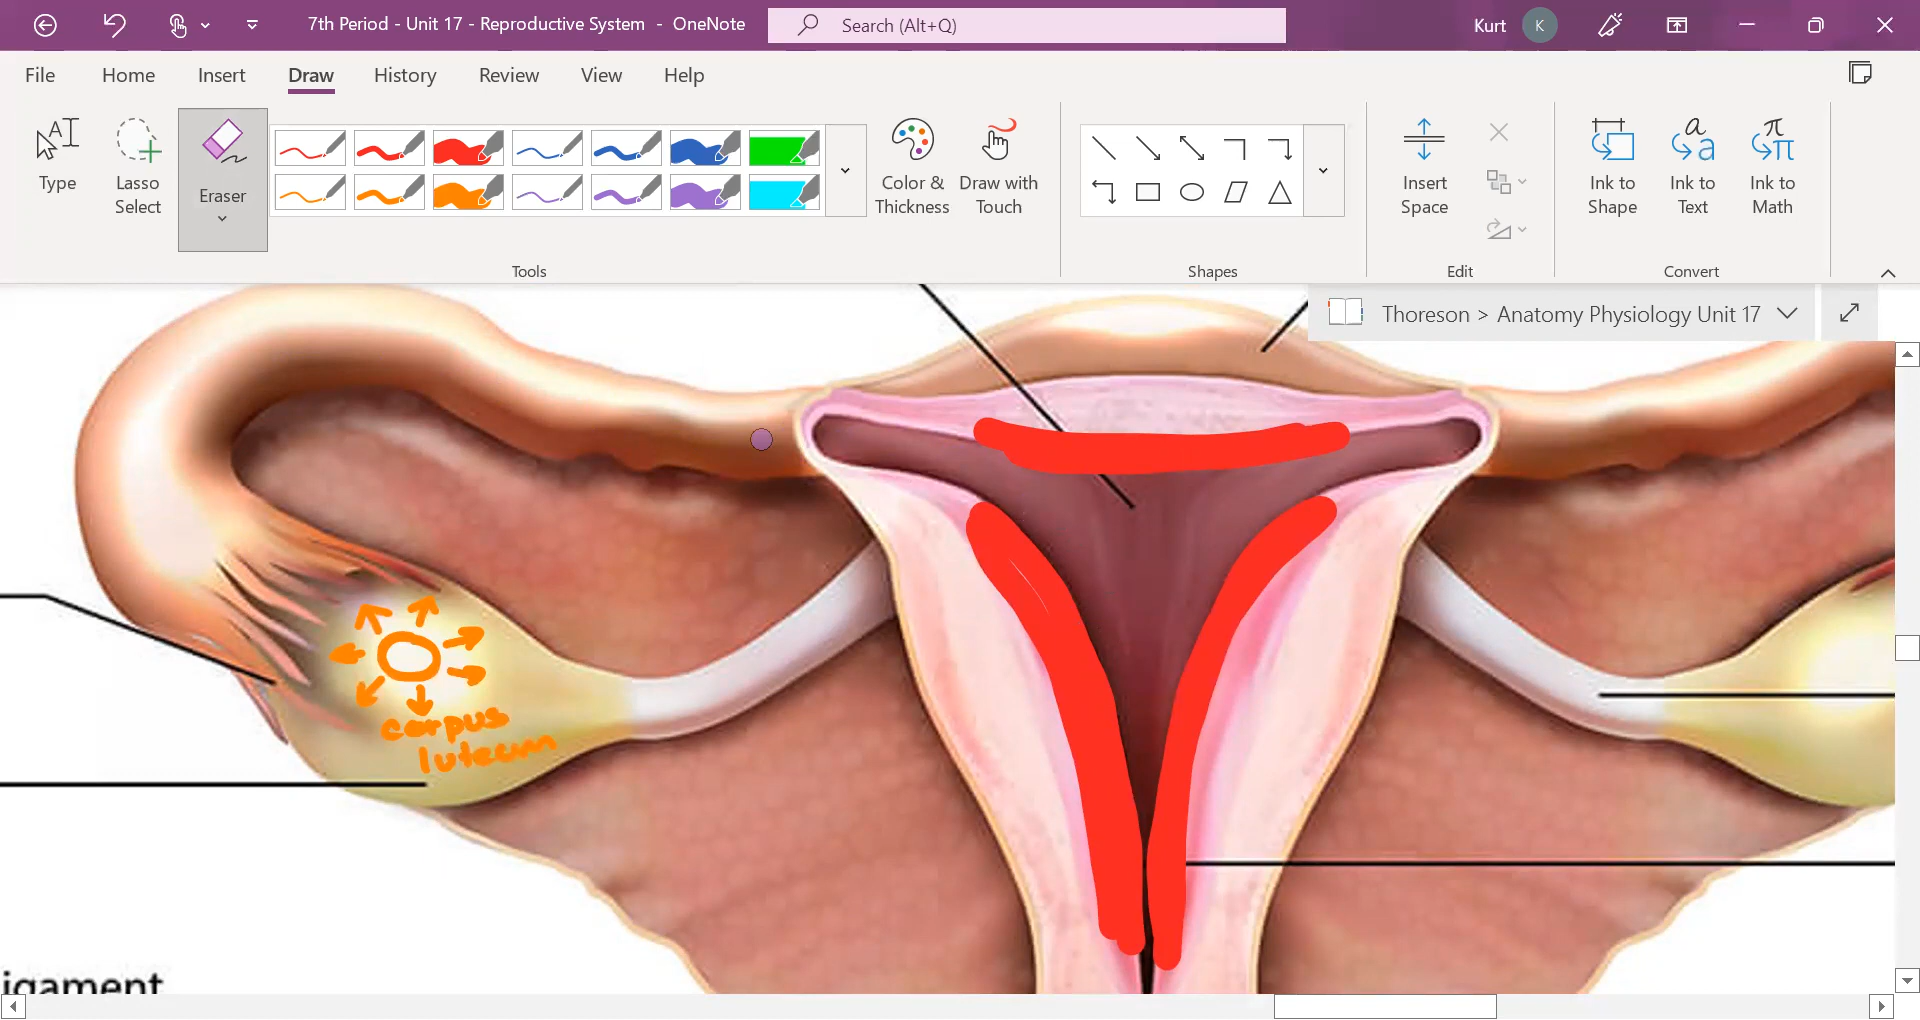 7th Period - Unit 17 - Reproductive System - OneNote
Search (Alt+Q)
Kurt
K
File
Home
Insert
Draw
History
Review
View
Help
Type
Lasso
Select
Eraser
Color &
Thickness
Draw with
Touch
Insert
Space
Ink to
Shape
Ink to
Text
Ink to
Math
Tools
Shapes
Edit
Convert
Thoreson > Anatomy Physiology Unit 17
corpus
luteum
igament